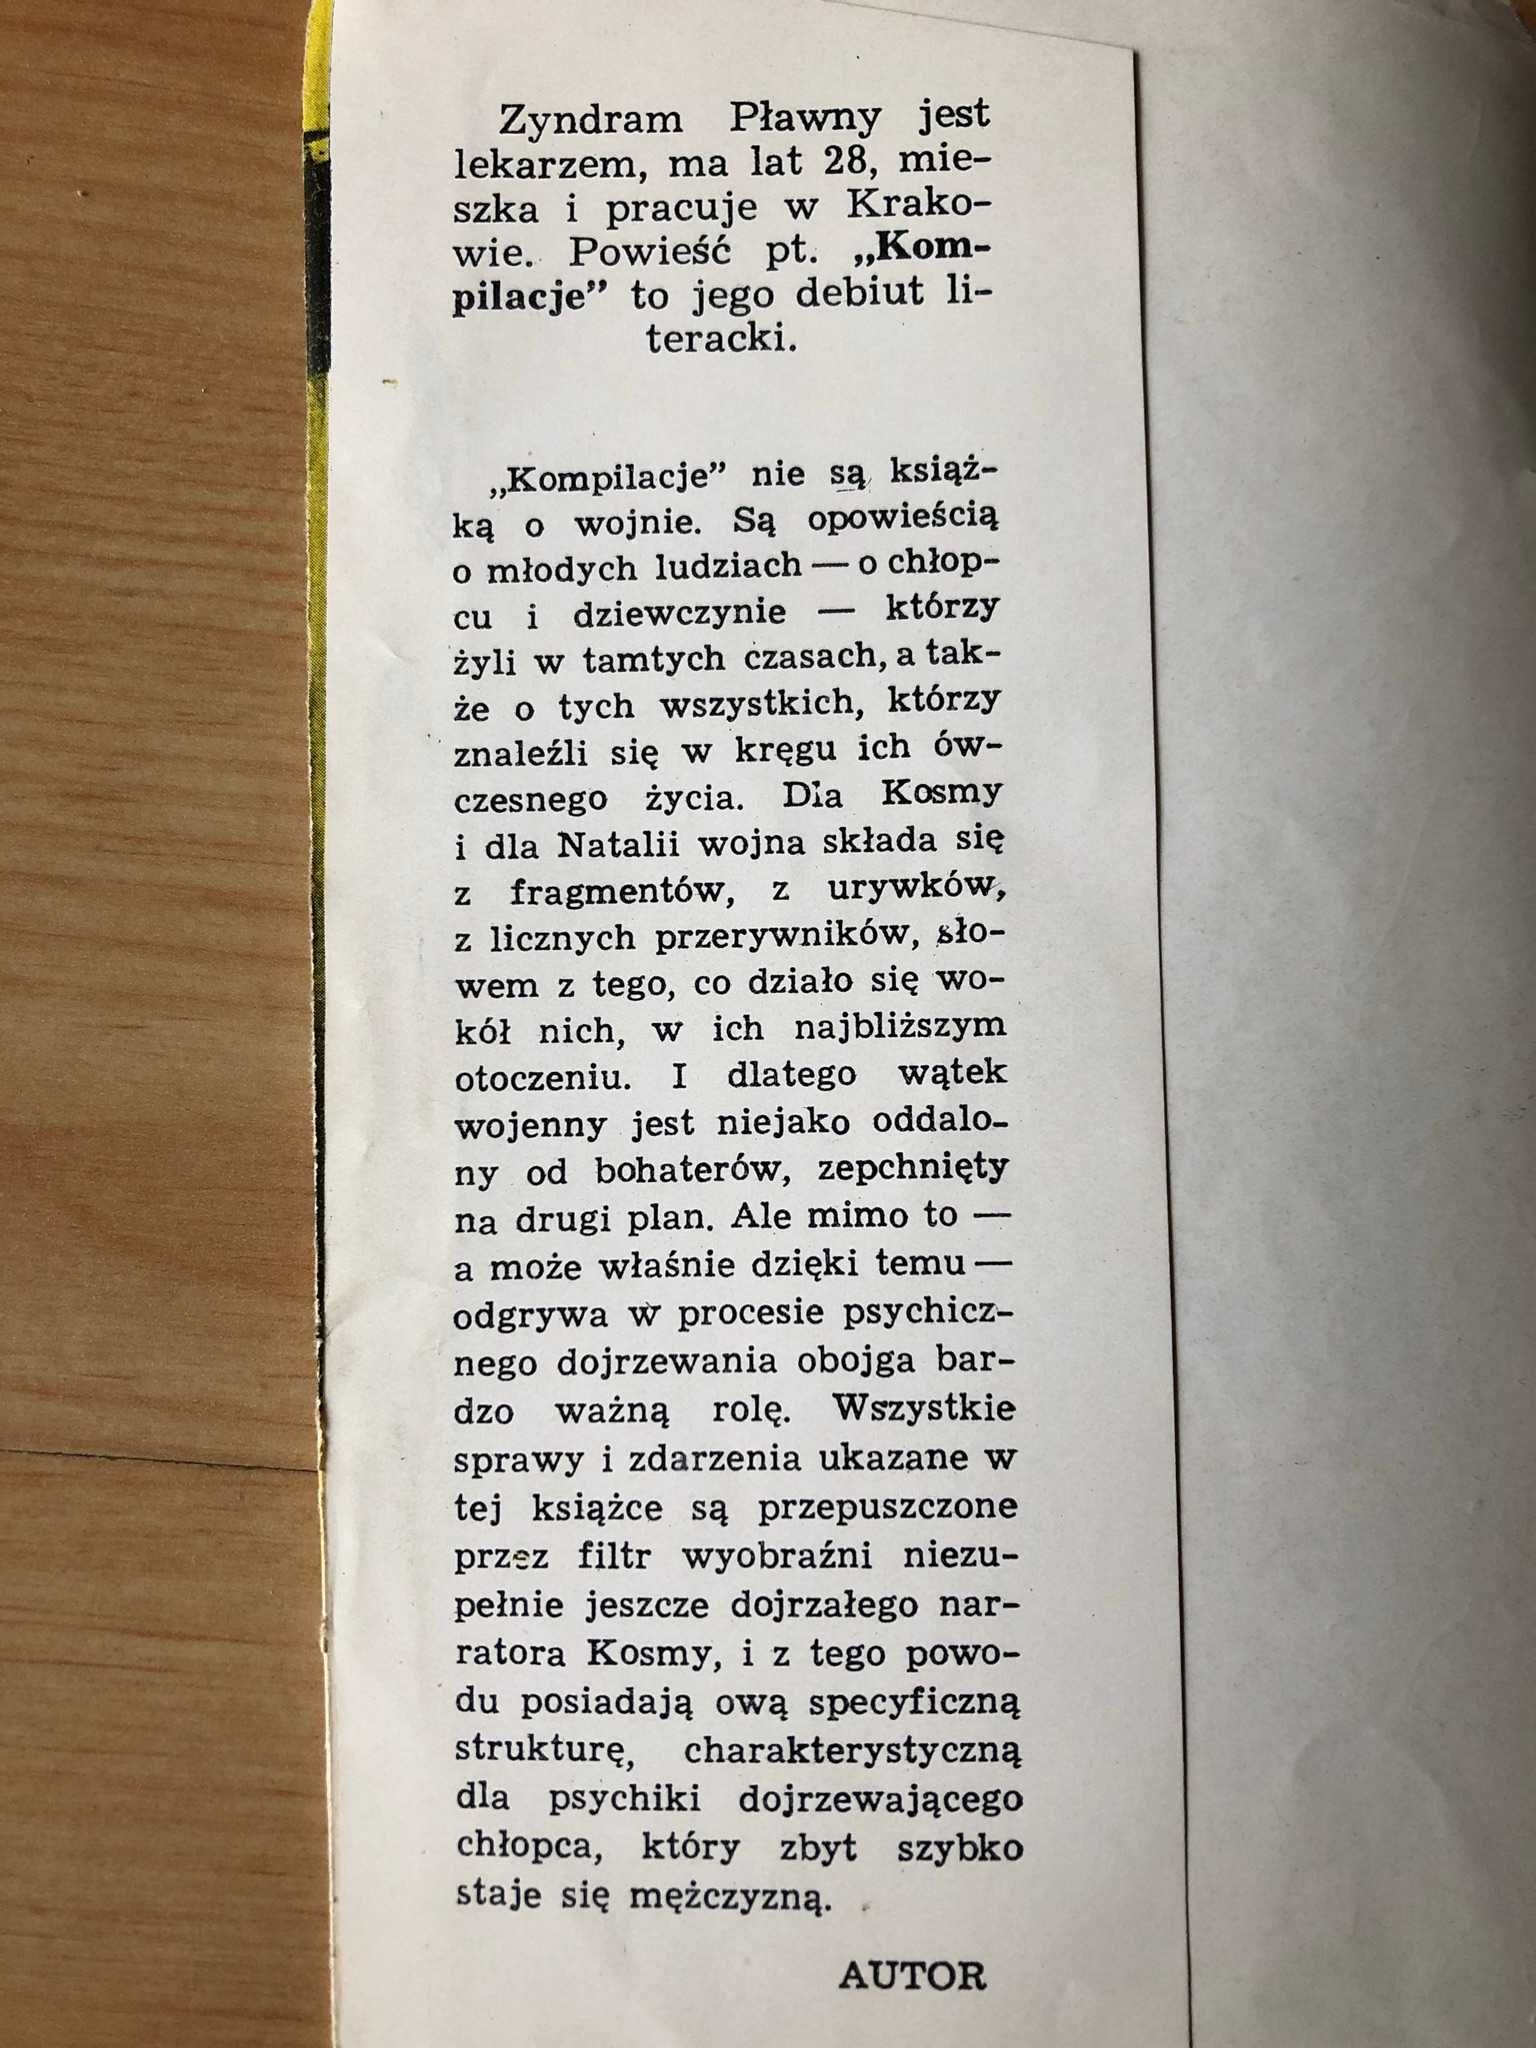 Zyndram Pławny jest
lekarzem, ma lat 28, mie-
szka i pracuje w Krako-
wie. Powieść pt. „Kom-
pilacje” to jego debiut li-
teracki.
„Kompilacje” nie są książ-
ką o wojnie. Są opowieścią
o młodych ludziach — o chłop-
cu i dziewczynie — którzy
żyli w tamtych czasach, a tak-
że o tych wszystkich, którzy
znaleźli się w kręgu ich ów-
czesnego życia. Dla Kosmy
i dla Natalii wojna składa się
z fragmentów, z urywków,
z licznych przerywników, sło-
wem z tego, co działo się wo-
kół nich, w ich najbliższym
otoczeniu. I dlatego wątek
wojenny jest niejako oddalo-
ny od bohaterów, zepchnięty
na drugi plan. Ale mimo to —
a może właśnie dzięki temu —
odgrywa w procesie psychicz-
nego dojrzewania obojga bar-
dzo ważną rolę. Wszystkie
sprawy i zdarzenia ukazane w
tej książce są przepuszczone
przez filtr wyobraźni niezu-
pełnie jeszcze dojrzałego nar-
ratora Kosmy, i z tego powo-
du posiadają ową specyficzną
strukturę, charakterystyczną
dla psychiki dojrzewającego
chłopca, który zbyt szybko
staje się mężczyzną.
AUTOR